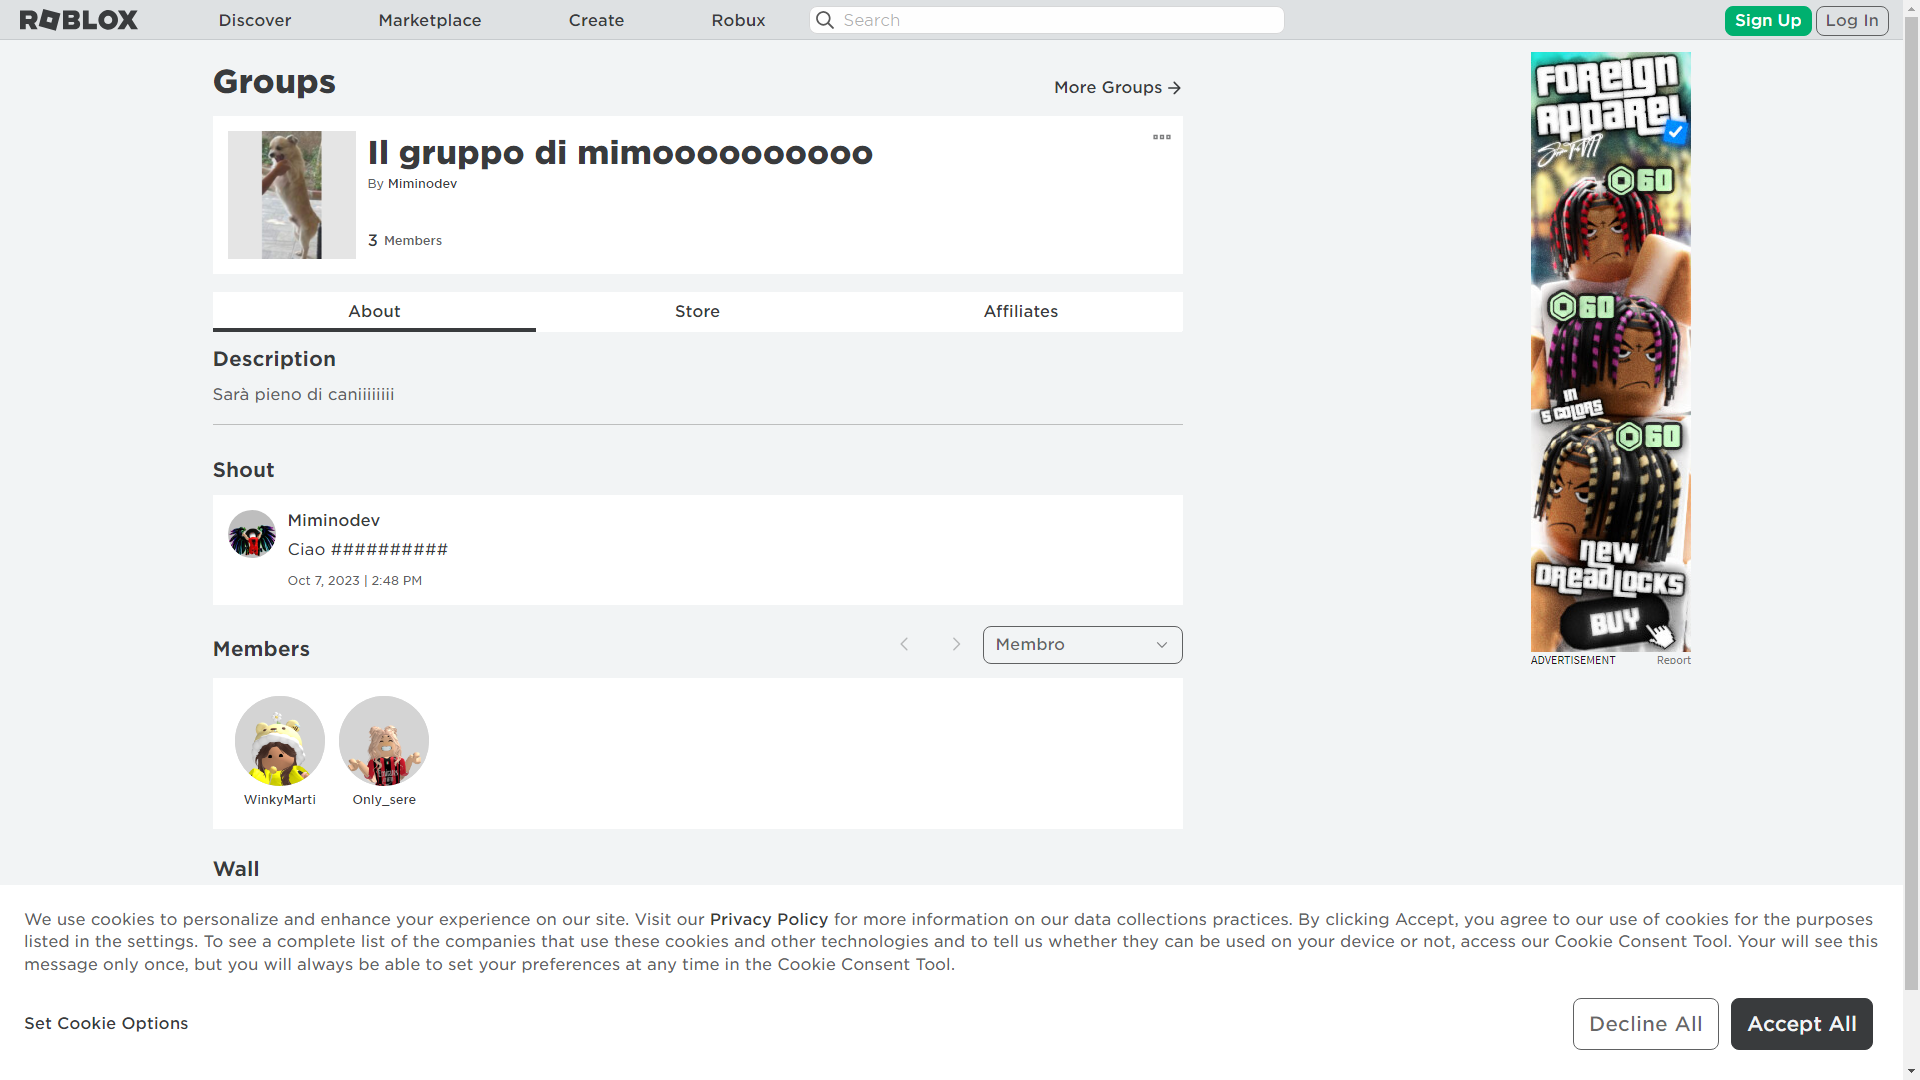 ROBLOX
Discover
Marketplace
Create
Robux
Search
Sign Up
Log In
Groups
More Groups
Il gruppo di mimoooooooooo
By Miminodev
3 Members
About
Store
Affiliates
Description
Sarà pieno di caniiiiiiii
Shout
Miminodev
Ciao ##########
Oct 7, 2023 | 2:48 PM
Members
Membro
WinkyMarti
Only_sere
Wall
FOREIGN
APPAREL
60
60
IN
5 COLORS
60
NEW
DREADLOCKS
BUY
ADVERTISEMENT
Report
We use cookies to personalize and enhance your experience on our site. Visit our Privacy Policy for more information on our data collections practices. By clicking Accept, you agree to our use of cookies for the purposes
listed in the settings. To see a complete list of the companies that use these cookies and other technologies and to tell us whether they can be used on your device or not, access our Cookie Consent Tool. Your will see this
message only once, but you will always be able to set your preferences at any time in the Cookie Consent Tool.
Set Cookie Options
Decline All
Accept All